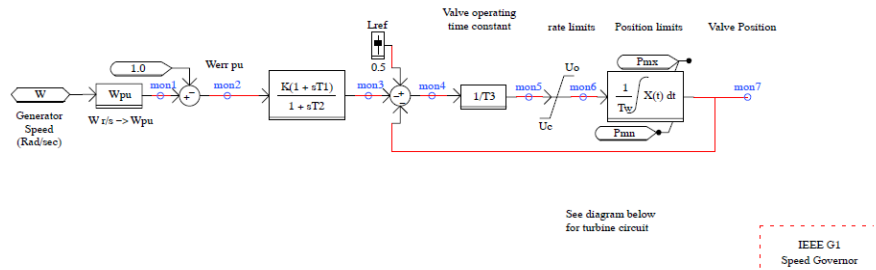 Valve operating
time constant
rate limits
Position limits
Valve Position
Lref
0.5
1.0
Werr pu
Uo
Pmx
W
Wpu
mon1
mon2
K(1 + sT1)
1 + sT2
mon3
mon4
1/T3
mon5
mon6
1
Tw
X(t) dt
mon7
Generator
Speed
(Rad/sec)
W r/s -> Wpu
Uc
Pmn
See diagram below
for turbine circuit
IEEE G1
Speed Governor